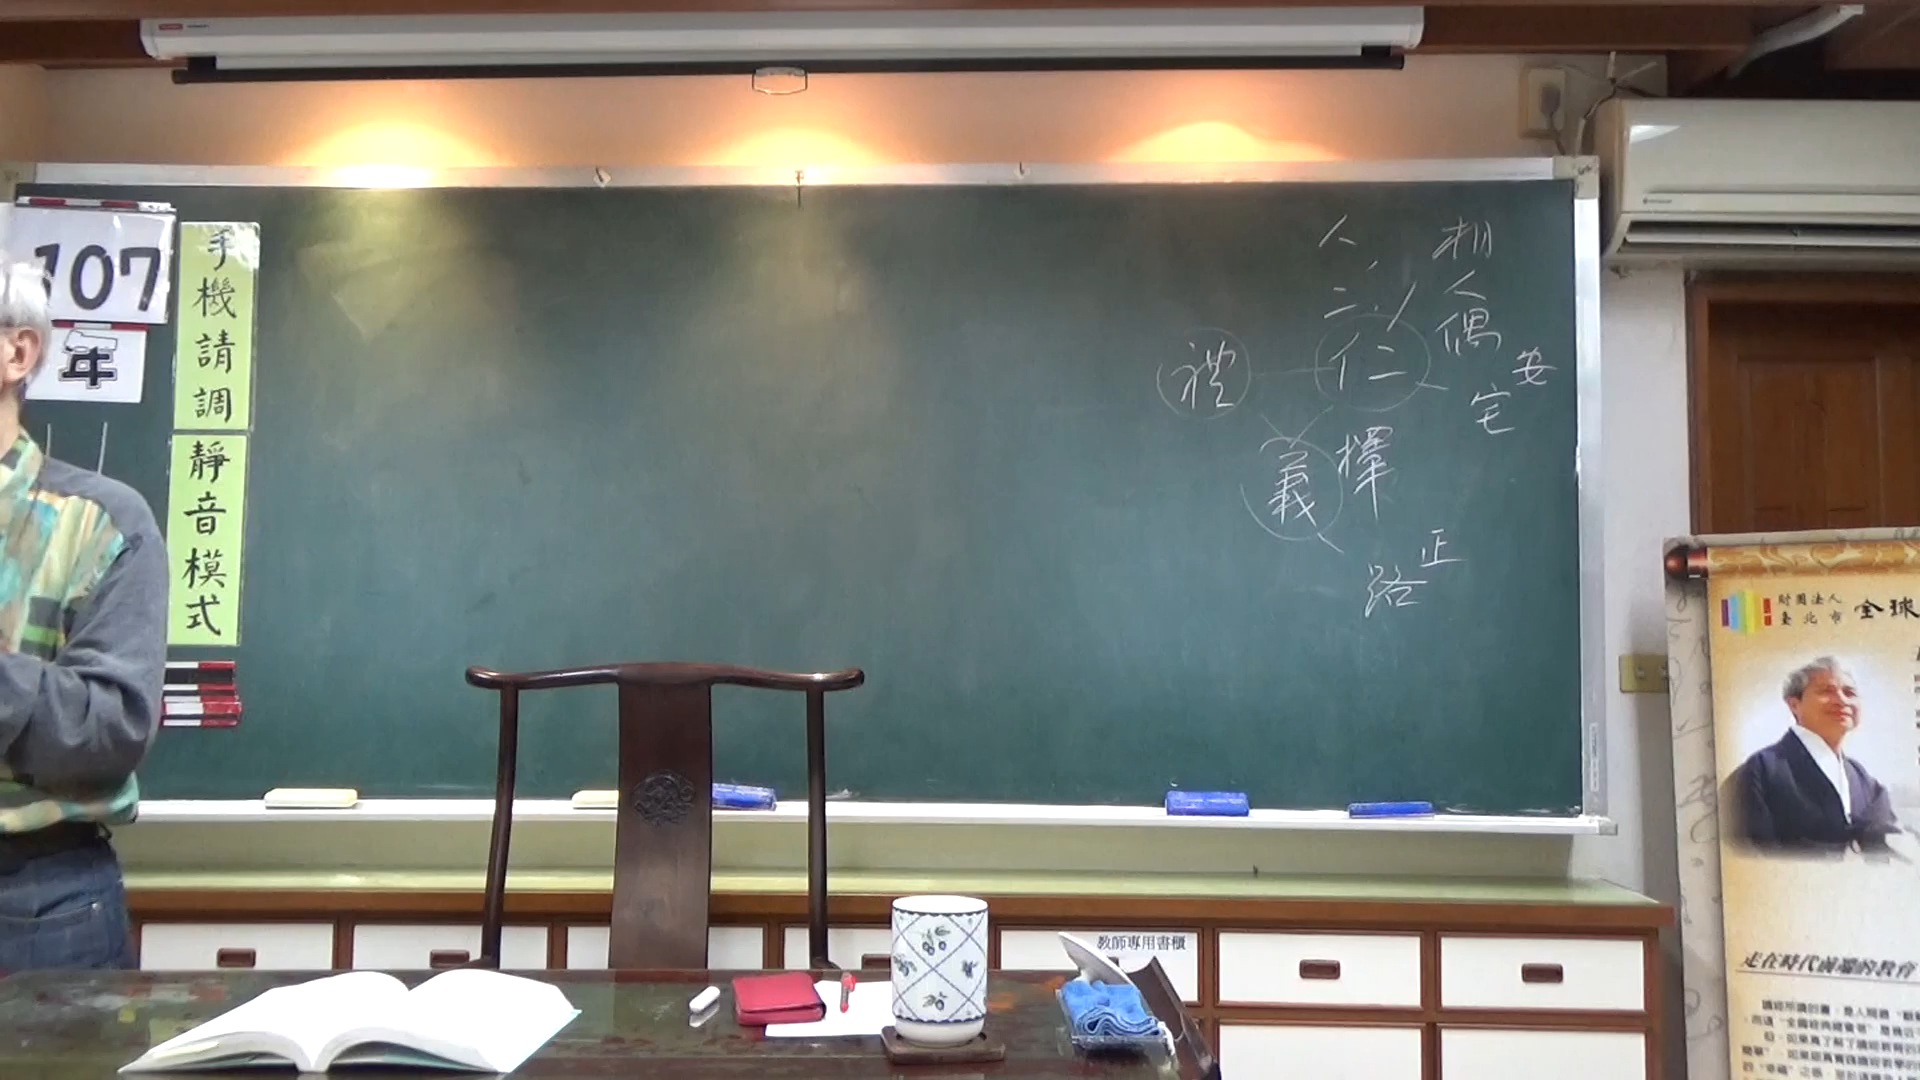 107
年
手機請調
靜音模式
相人偶
人二
仁
禮
安宅
擇
義
正路
教師專用書櫃
財團法人
臺北市
全球
走在時代前端的教育